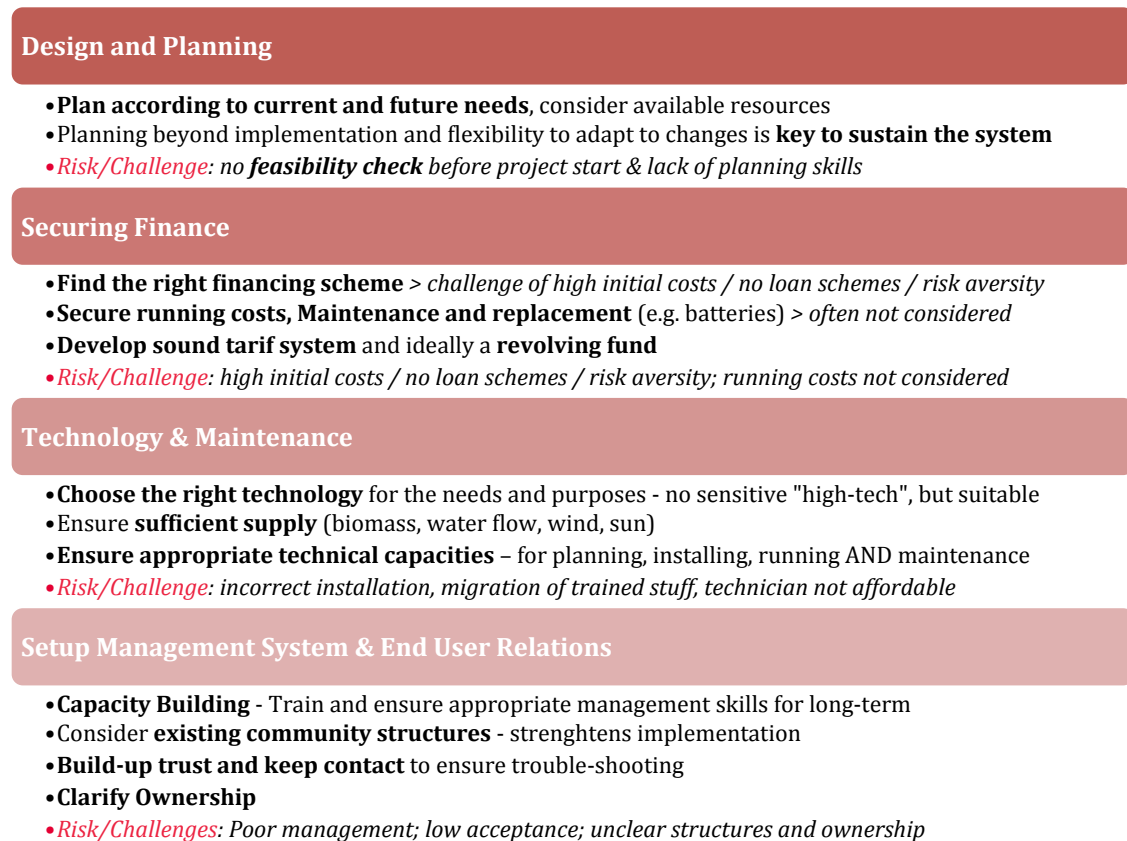 Design and Planning
•Plan according to current and future needs, consider available resources
•Planning beyond implementation and flexibility to adapt to changes is key to sustain the system
•Risk/Challenge: no feasibility check before project start & lack of planning skills
Securing Finance
•Find the right financing scheme > challenge of high initial costs / no loan schemes / risk aversity
•Secure running costs, Maintenance and replacement (e.g. batteries) > often not considered
•Develop sound tarif system and ideally a revolving fund
•Risk/Challenge: high initial costs / no loan schemes / risk aversity; running costs not considered
Technology & Maintenance
•Choose the right technology for the needs and purposes - no sensitive "high-tech", but suitable
•Ensure sufficient supply (biomass, water flow, wind, sun)
•Ensure appropriate technical capacities – for planning, installing, running AND maintenance
•Risk/Challenge: incorrect installation, migration of trained stuff, technician not affordable
Setup Management System & End User Relations
•Capacity Building - Train and ensure appropriate management skills for long-term
•Consider existing community structures - strenghtens implementation
•Build-up trust and keep contact to ensure trouble-shooting
•Clarify Ownership
•Risk/Challenges: Poor management; low acceptance; unclear structures and ownership